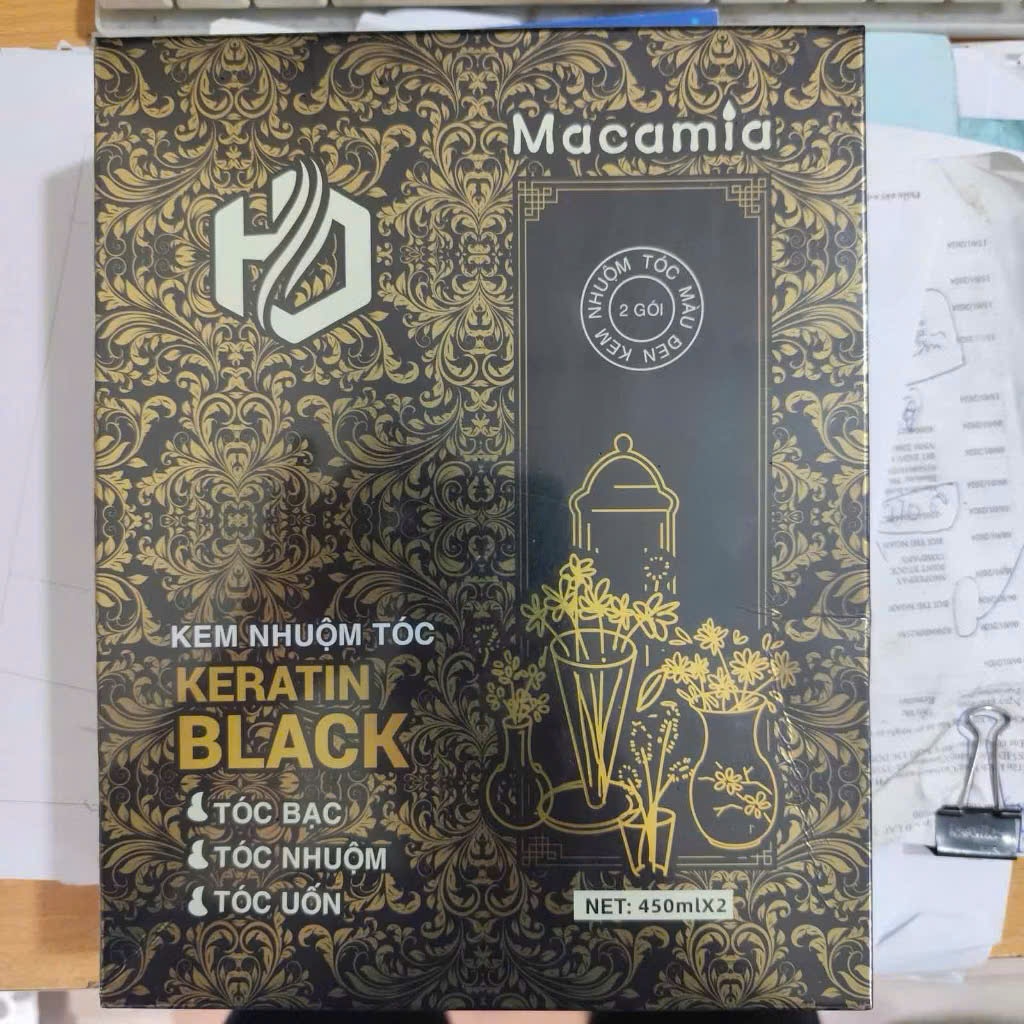 Macamia
HD
KEM NHUỘM TÓC MÀU ĐEN
2 GÓI
KEM NHUỘM TÓC
KERATIN
BLACK
TÓC BẠC
TÓC NHUỘM
TÓC UỐN
NET: 450mlX2